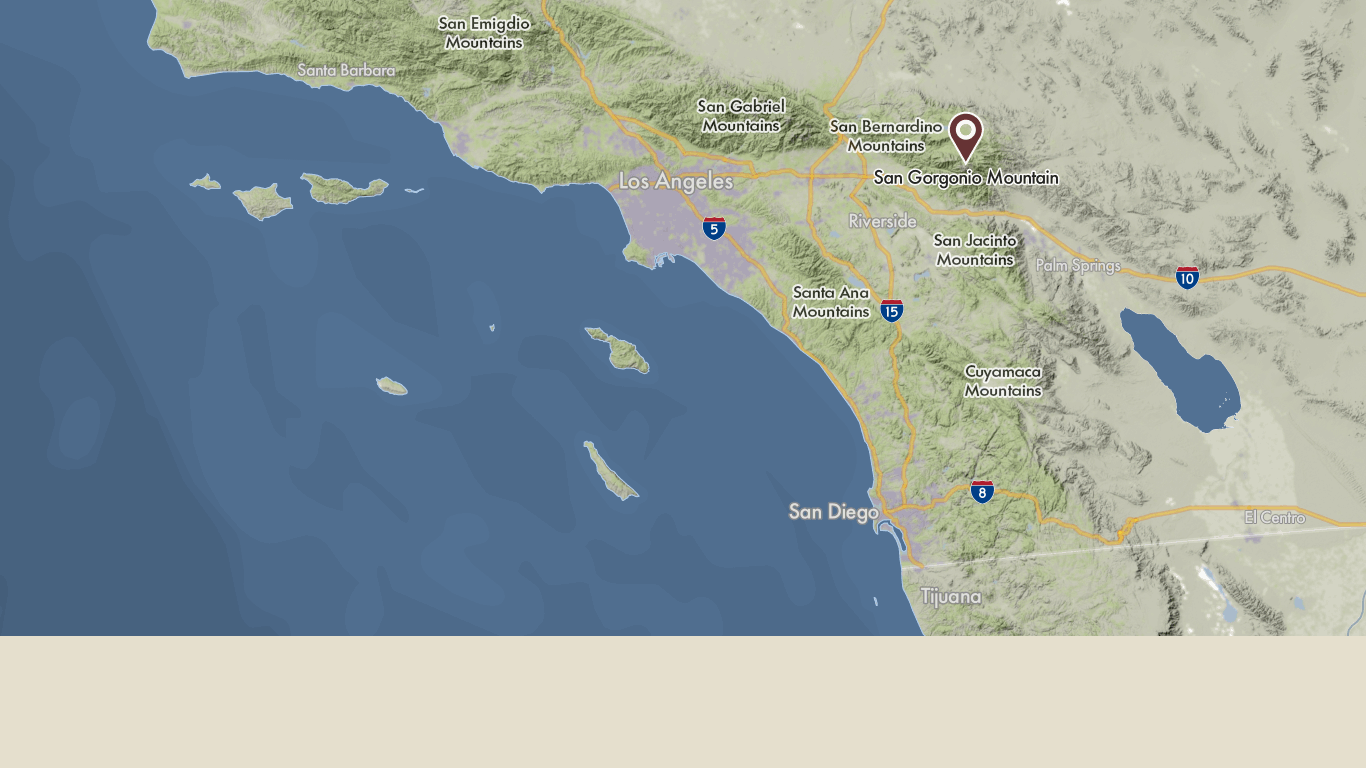 San Emigdio
Mountains
Santa Barbara
San Gabriel
Mountains
San Bernardino
Mountains
San Gorgonio Mountain
Los Angeles
5
Riverside
San Jacinto
Mountains
Palm Springs
10
Santa Ana
Mountains
15
Cuyamaca
Mountains
8
San Diego
El Centro
Tijuana